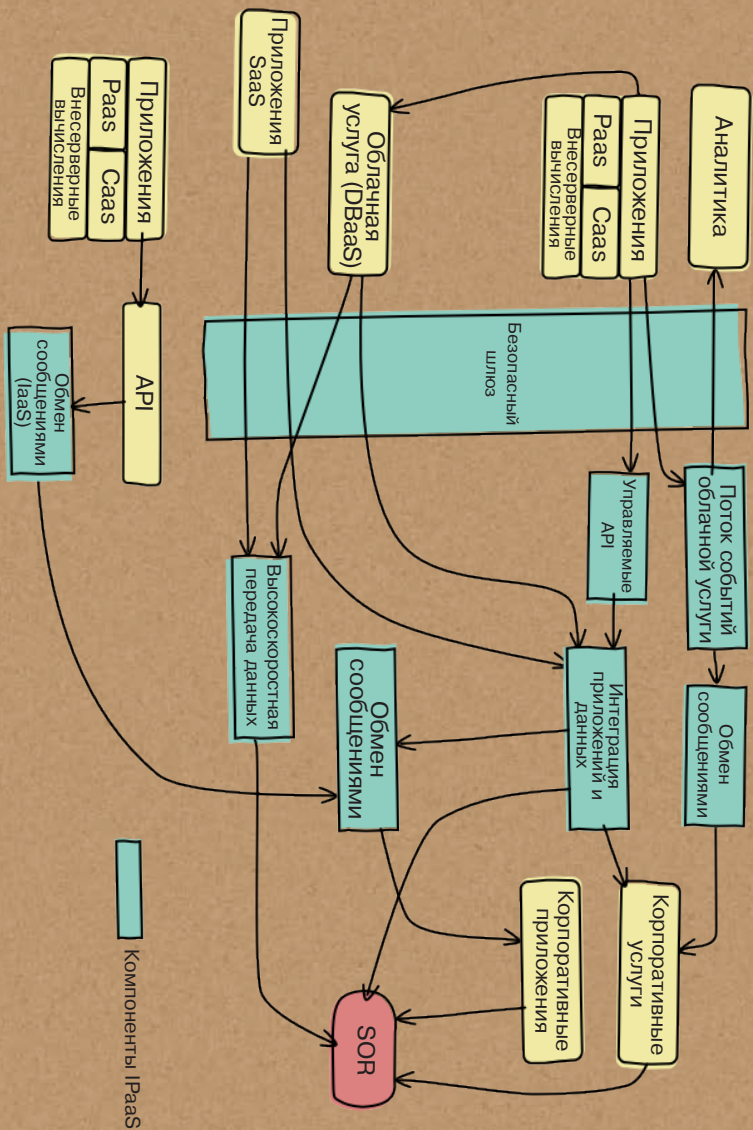 Аналитика
Приложения
Paas
Caas
Внесерверные
вычисления
Облачная
услуга (DBaaS)
Приложения
SaaS
Приложения
Paas
Caas
Внесерверные
вычисления
API
Обмен
сообщениями
(IaaS)
Безопасный
шлюз
Поток событий
облачной услуги
Управляемые
API
Высокоскоростная
передача данных
Интеграция
приложений и
данных
Обмен
сообщениями
Обмен
сообщениями
Корпоративные
услуги
Корпоративные
приложения
SOR
Компоненты IPaaS